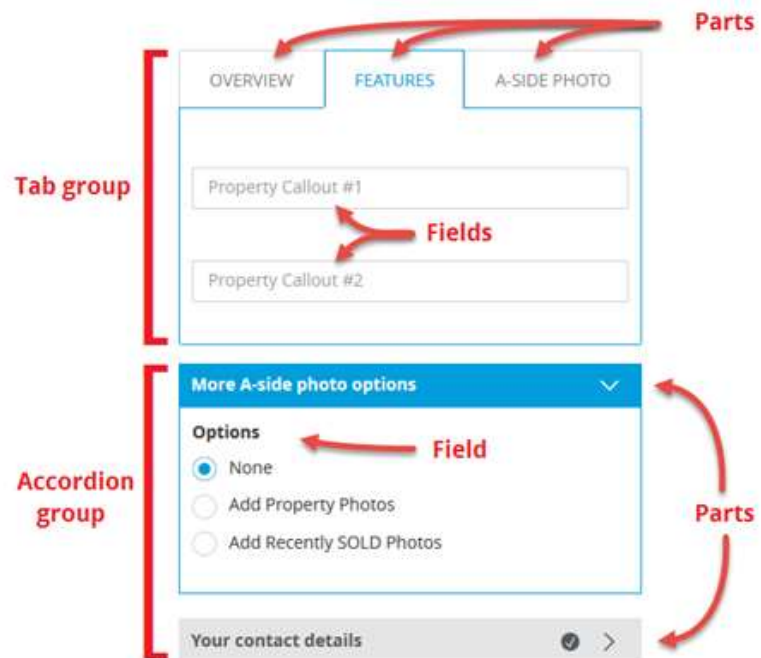 Parts
OVERVIEW FEATURES A-SIDE PHOTO
Property Callout #1
Tab group
Fields
Property Callout #2
More A-side photo options
Options
Field
None
Accordion
group
Add Property Photos
Parts
Add Recently SOLD Photos
Your contact details